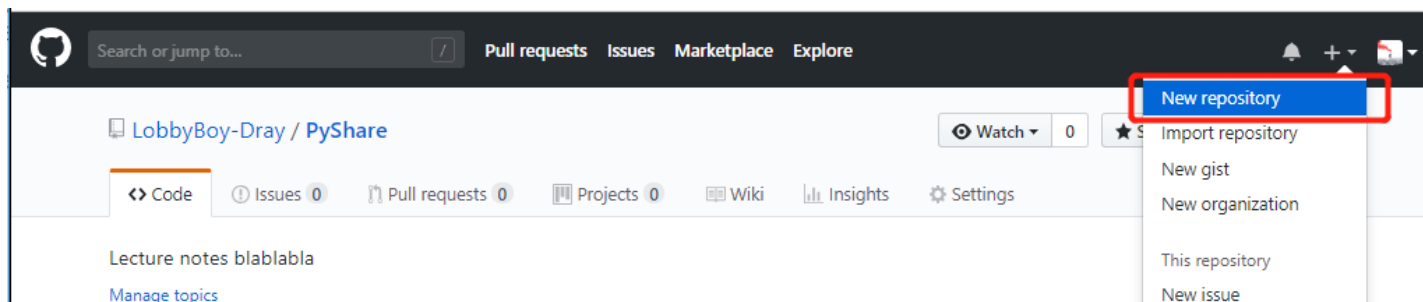 Search or jump to... / Pull requests Issues Marketplace Explore
New repository
LobbyBoy-Dray / PyShare Watch 0
Import repository
New gist
Code Issues 0 Pull requests 0 Projects 0 Wiki Insights Settings
New organization
Lecture notes blablabla
This repository
Manage topics
New issue